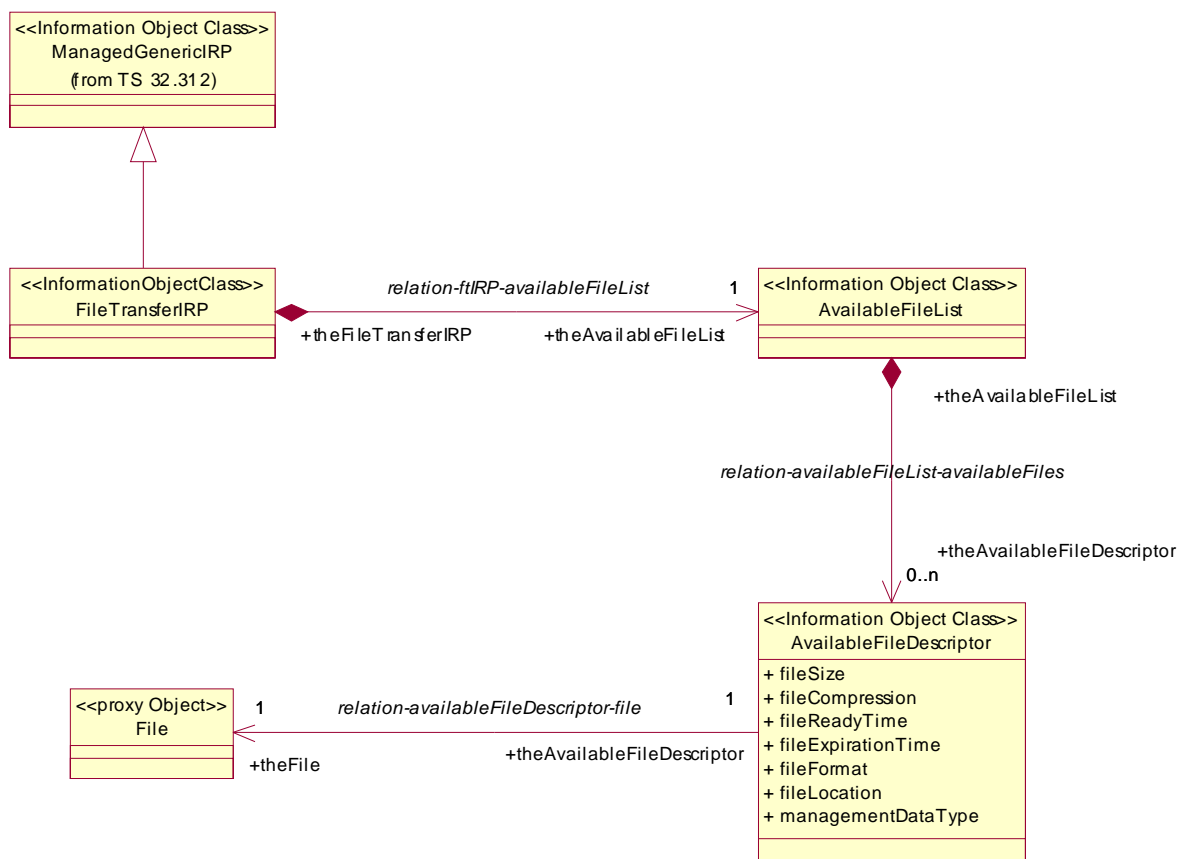 <<Information Object Class>>
ManagedGenericIRP
(from TS 32.312)
<<InformationObjectClass>>
FileTransferIRP
relation-ftIRP-availableFileList
1
+theFileTransferIRP
+theAvailableFileList
<<Information Object Class>>
AvailableFileList
+theAvailableFileList
relation-availableFileList-availableFiles
+theAvailableFileDescriptor
0..n
<<Information Object Class>>
AvailableFileDescriptor
+ fileSize
+ fileCompression
+ fileReadyTime
+ fileExpirationTime
+ fileFormat
+ fileLocation
+ managementDataType
<<proxy Object>>
File
1
relation-availableFileDescriptor-file
1
+theFile
+theAvailableFileDescriptor